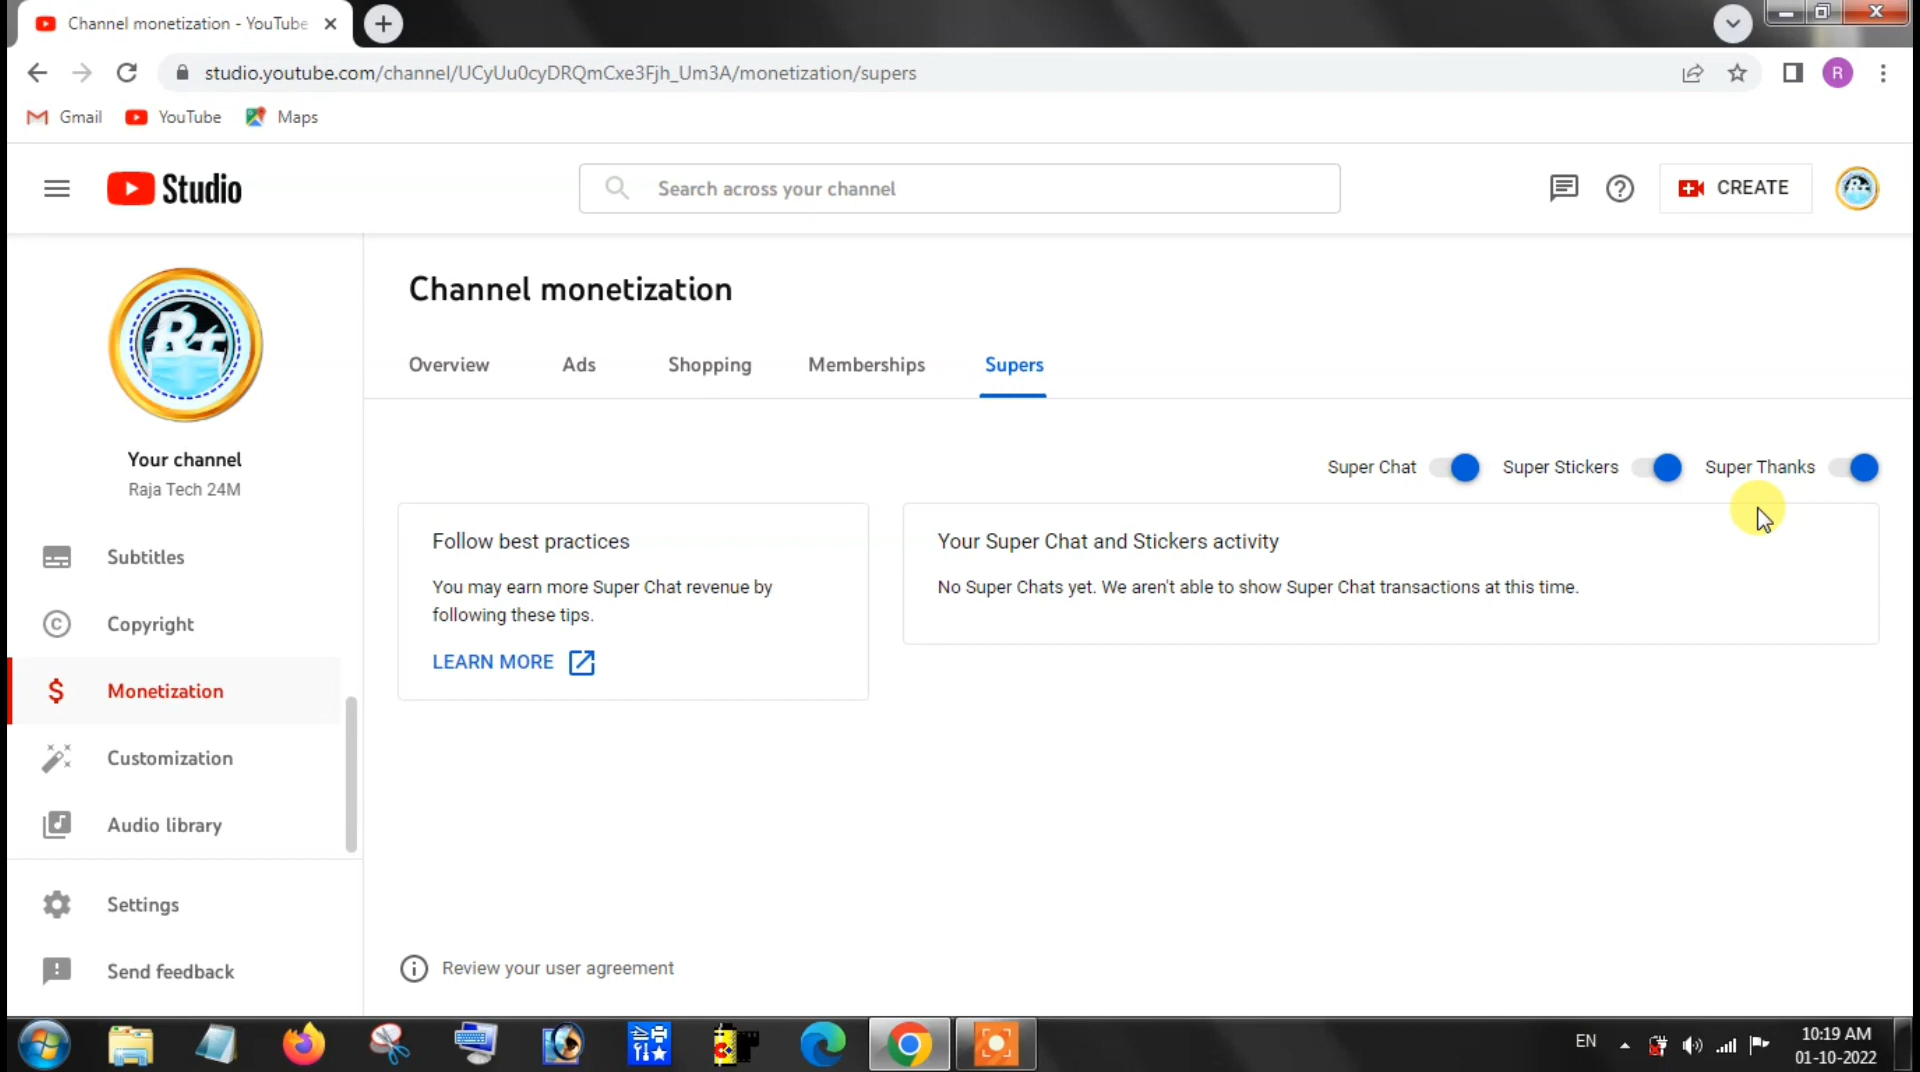 Channel monetization - YouTube
studio.youtube.com/channel/UCyUu0cyDRQmCxe3Fjh_Um3A/monetization/supers
R
Gmail YouTube Maps
Studio
Search across your channel
CREATE
Rt
Your channel
Raja Tech 24M
Subtitles
Copyright
Monetization
Customization
Audio library
Settings
Send feedback
Channel monetization
Overview Ads Shopping Memberships Supers
Super Chat Super Stickers Super Thanks
Follow best practices
You may earn more Super Chat revenue by
following these tips.
LEARN MORE
Your Super Chat and Stickers activity
No Super Chats yet. We aren't able to show Super Chat transactions at this time.
Review your user agreement
EN
10:19 AM
01-10-2022